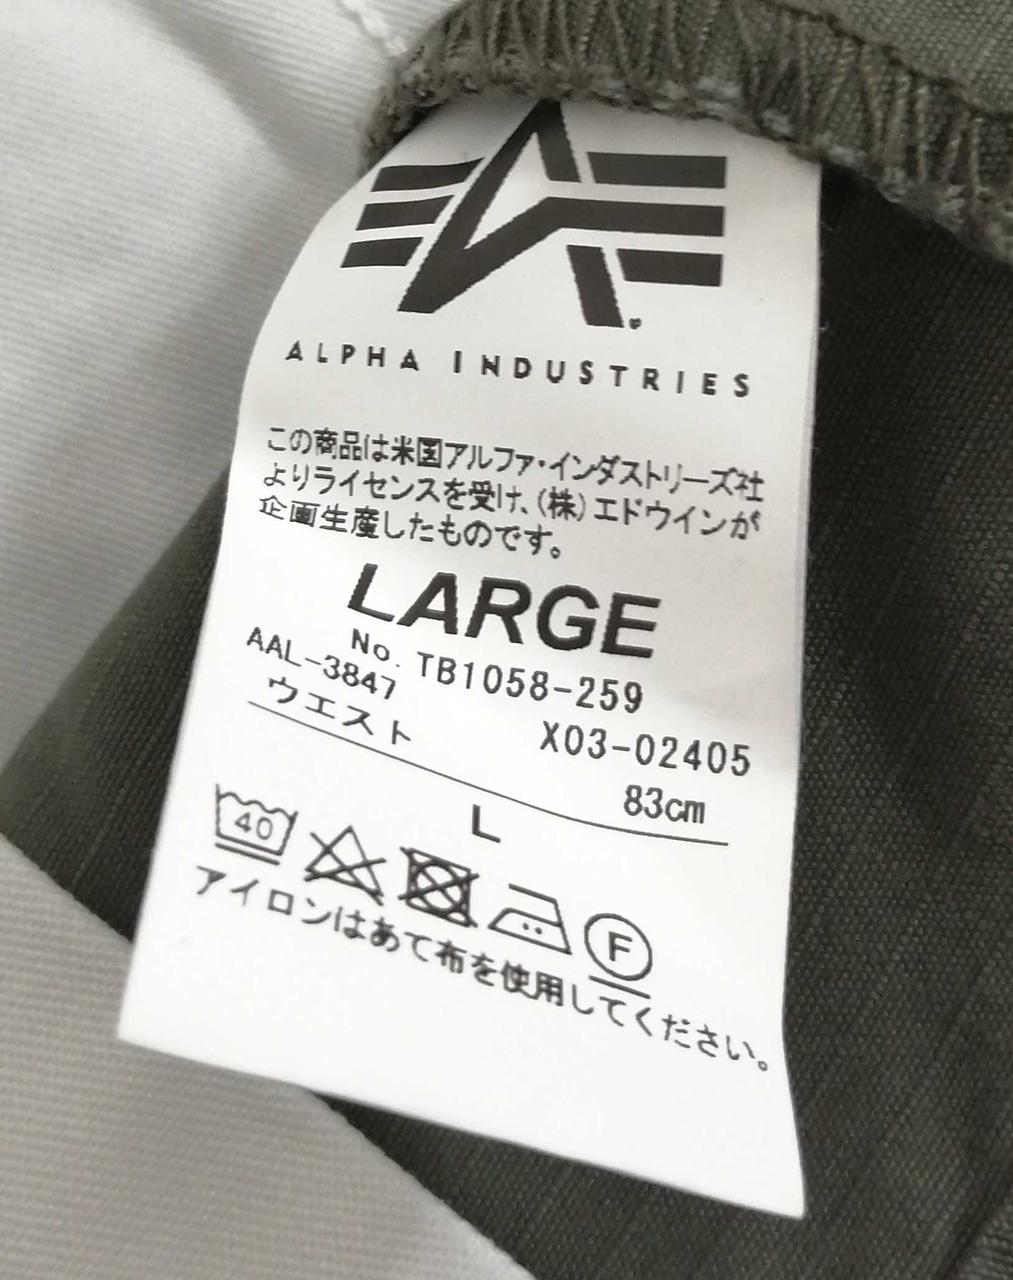 ALPHA INDUSTRIES
この商品は米国アルファ・インダストリーズ社
よりライセンスを受け、(株)エドウインが
企画生産したものです。
LARGE
No. TB1058-259
AAL-3847 X03-02405
ウエスト 83cm
L
40
F
アイロンはあて布を使用してください。